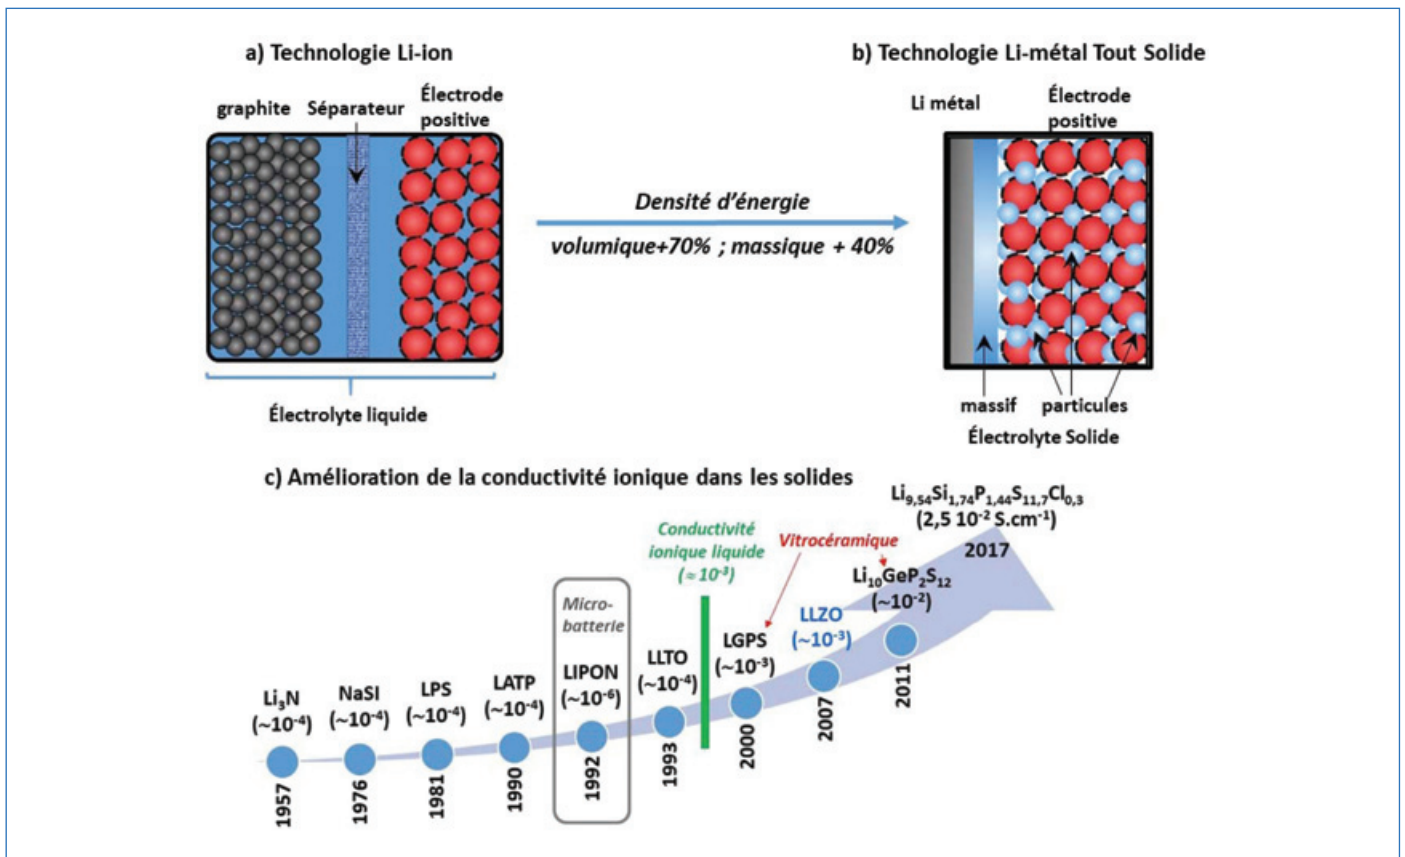 a) Technologie Li-ion
graphite
Séparateur
Électrode
positive
Électrolyte liquide
Densité d'énergie
volumique+70% ; massique + 40%
b) Technologie Li-métal Tout Solide
Li métal
Électrode
positive
massif
particules
Électrolyte Solide
c) Amélioration de la conductivité ionique dans les solides
Li₃N
(~10⁻⁴)
1957
NaSI
(~10⁻⁴)
1976
LPS
(~10⁻⁴)
1981
LATP
(~10⁻⁴)
1990
Micro-
batterie
LIPON
(~10⁻⁶)
1992
LLTO
(~10⁻⁴)
1993
Conductivité
ionique liquide
(≈10⁻³)
Vitrocéramique
LGPS
(~10⁻³)
2000
LLZO
(~10⁻³)
2007
Li₁₀GeP₂S₁₂
(~10⁻²)
2011
Li₉,₅₄Si₁,₇₄P₁,₄₄S₁₁,₇Cl₀,₃
(2,5 10⁻² S.cm⁻¹)
2017